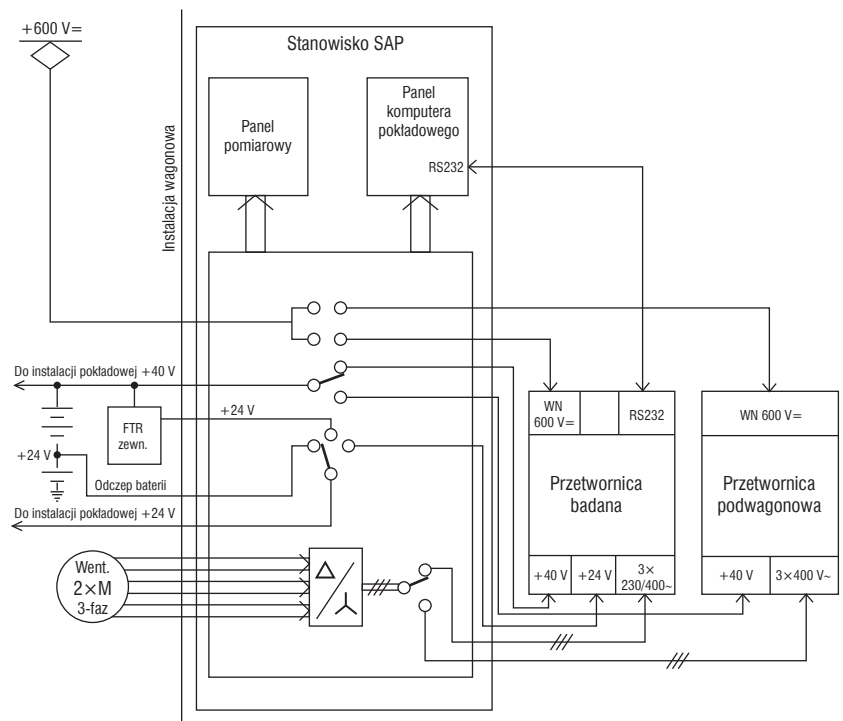 +600 V=
Stanowisko SAP
Instalacja wagonowa
Panel
pomiarowy
Panel
komputera
pokładowego
RS232
Do instalacji pokładowej +40 V
FTR
zewn.
+24 V
+24 V
Odczep baterii
Do instalacji pokładowej +24 V
Went.
2×M
3-faz
WN
600 V=
RS232
Przetwornica
badana
+40 V
+24 V
3×
230/400~
WN 600 V=
Przetwornica
podwagonowa
+40 V
3×400 V~